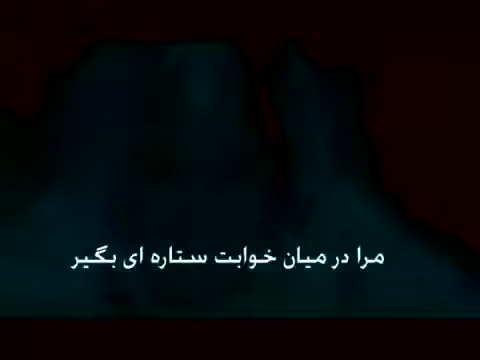 مرا در میان خوابت ستاره ای بگیر